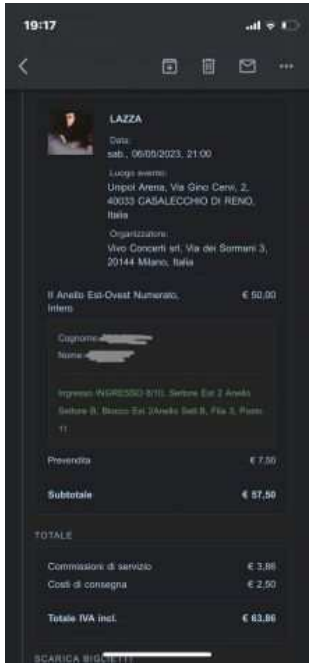 19:17
LAZZA
Data:
sab., 06/05/2023, 21:00
Luogo evento:
Unipol Arena, Via Gino Cervi, 2,
40033 CASALECCHIO DI RENO,
Italia
Organizzatore:
Vivo Concerti srl, Via dei Sormani 3,
20144 Milano, Italia
II Anello Est-Ovest Numerato,
Intero
€ 50,00
Cognome:
Nome:
Ingresso INGRESSO 8/10, Settore Est 2 Anello
Settore B, Blocco Est 2Anello Sett.B, Fila 3, Posto
11
Prevendita
€ 7,50
Subtotale
€ 57,50
TOTALE
Commissioni di servizio
€ 3,86
Costi di consegna
€ 2,50
Totale IVA incl.
€ 63,86
SCARICA BIGLIETTI